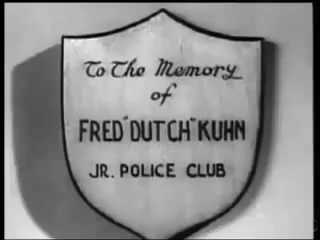 To The Memory
of
FRED "DUTCH" KUHN
JR. POLICE CLUB